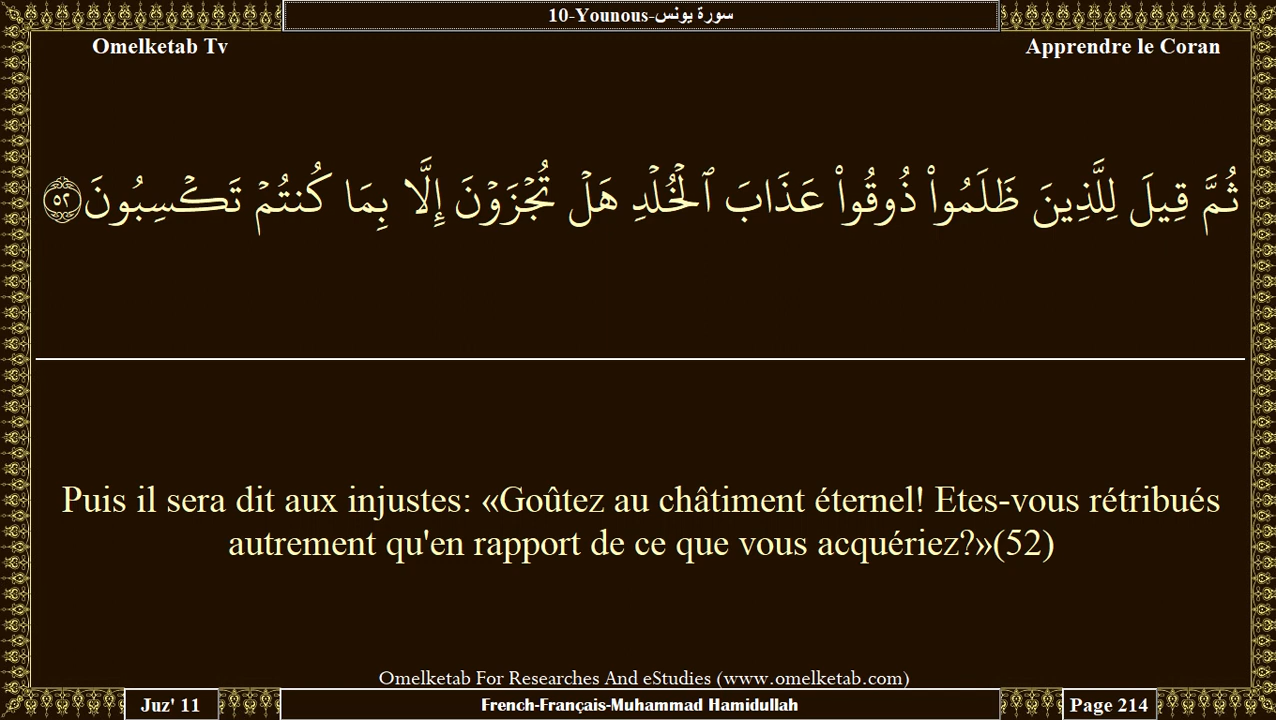 10-Younous-سورة يونس
Omelketab Tv
Apprendre le Coran
ثُمَّ قِيلَ لِلَّذِينَ ظَلَمُوا۟ ذُوقُوا۟ عَذَابَ ٱلْخُلْدِ هَلْ تُجْزَوْنَ إِلَّا بِمَا كُنتُمْ تَكْسِبُونَ ٥٢
Puis il sera dit aux injustes: «Goûtez au châtiment éternel! Etes-vous rétribués
autrement qu'en rapport de ce que vous acquériez?»(52)
Omelketab For Researches And eStudies (www.omelketab.com)
Juz' 11
French-Français-Muhammad Hamidullah
Page 214